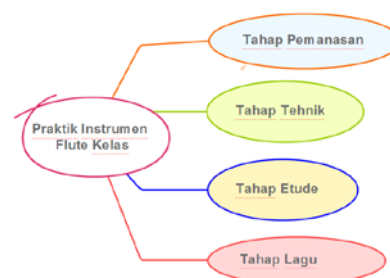 Tahap Pemanasan
Tahap Tehnik
Praktik Instrumen
Flute Kelas
Tahap Etude
Tahap Lagu